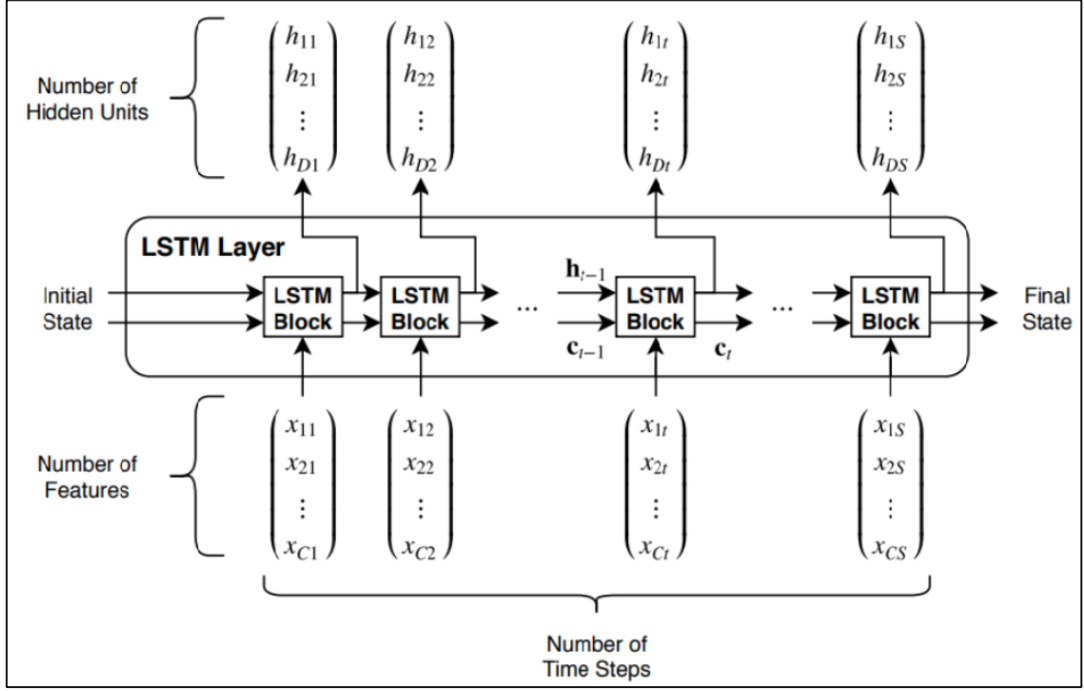 h11 h12 h1t h1S
h21 h22 h2t h2S
⋮ ⋮ ⋮ ⋮
hD1 hD2 hDt hDS
Number of
Hidden Units
LSTM Layer
Initial
State
LSTM
Block
LSTM
Block
...
ht−1
ct−1
LSTM
Block
ct
...
LSTM
Block
Final
State
x11 x12 x1t x1S
x21 x22 x2t x2S
⋮ ⋮ ⋮ ⋮
xC1 xC2 xCt xCS
Number of
Features
Number of
Time Steps